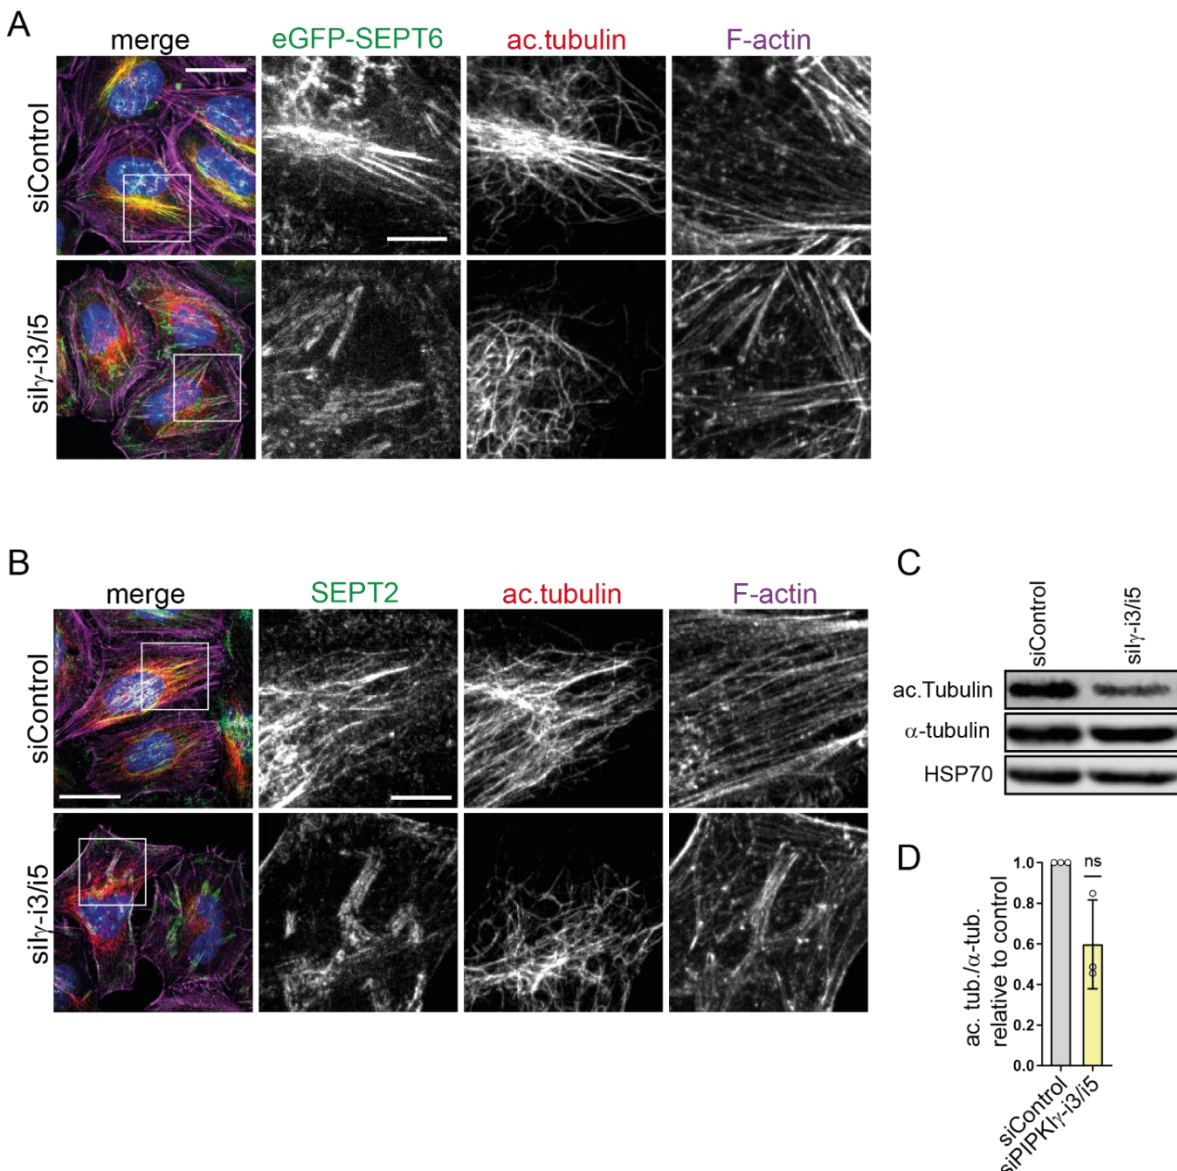 A
merge
eGFP-SEPT6
ac.tubulin
F-actin
siControl
siIγ-i3/i5
B
merge
SEPT2
ac.tubulin
F-actin
siControl
siIγ-i3/i5
C
siControl
siIγ-i3/i5
ac.Tubulin
α-tubulin
HSP70
D
ac. tub./α-tub.
relative to control
1.0
0.8
0.6
0.4
0.2
0.0
ns
siControl
siPIPKIγ-i3/i5